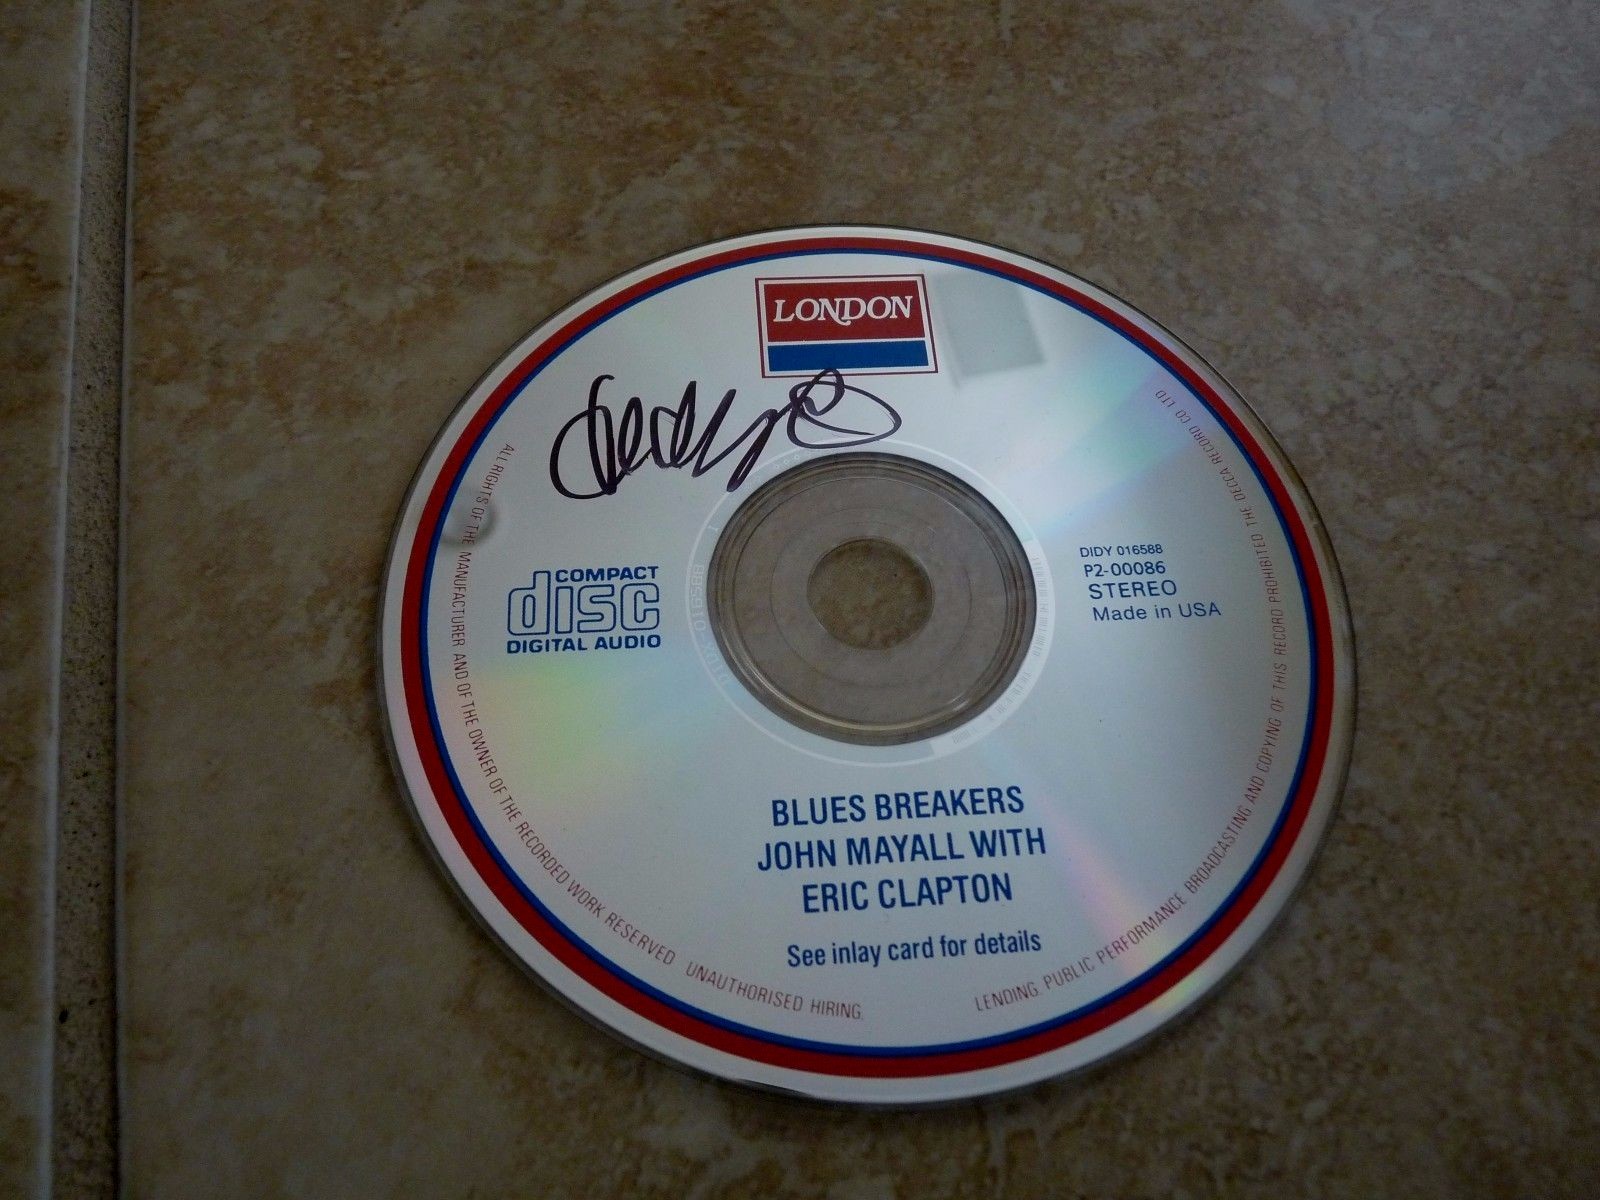 LONDON
COMPACT
disc
DIGITAL AUDIO
DIDY 016588
P2-00086
STEREO
Made in USA
BLUES BREAKERS
JOHN MAYALL WITH
ERIC CLAPTON
See inlay card for details
ALL RIGHTS OF THE MANUFACTURER AND OF THE OWNER OF THE RECORDED WORK RESERVED UNAUTHORISED HIRING, LENDING, PUBLIC PERFORMANCE BROADCASTING AND COPYING OF THIS RECORD PROHIBITED THE DECCA RECORD CO LTD